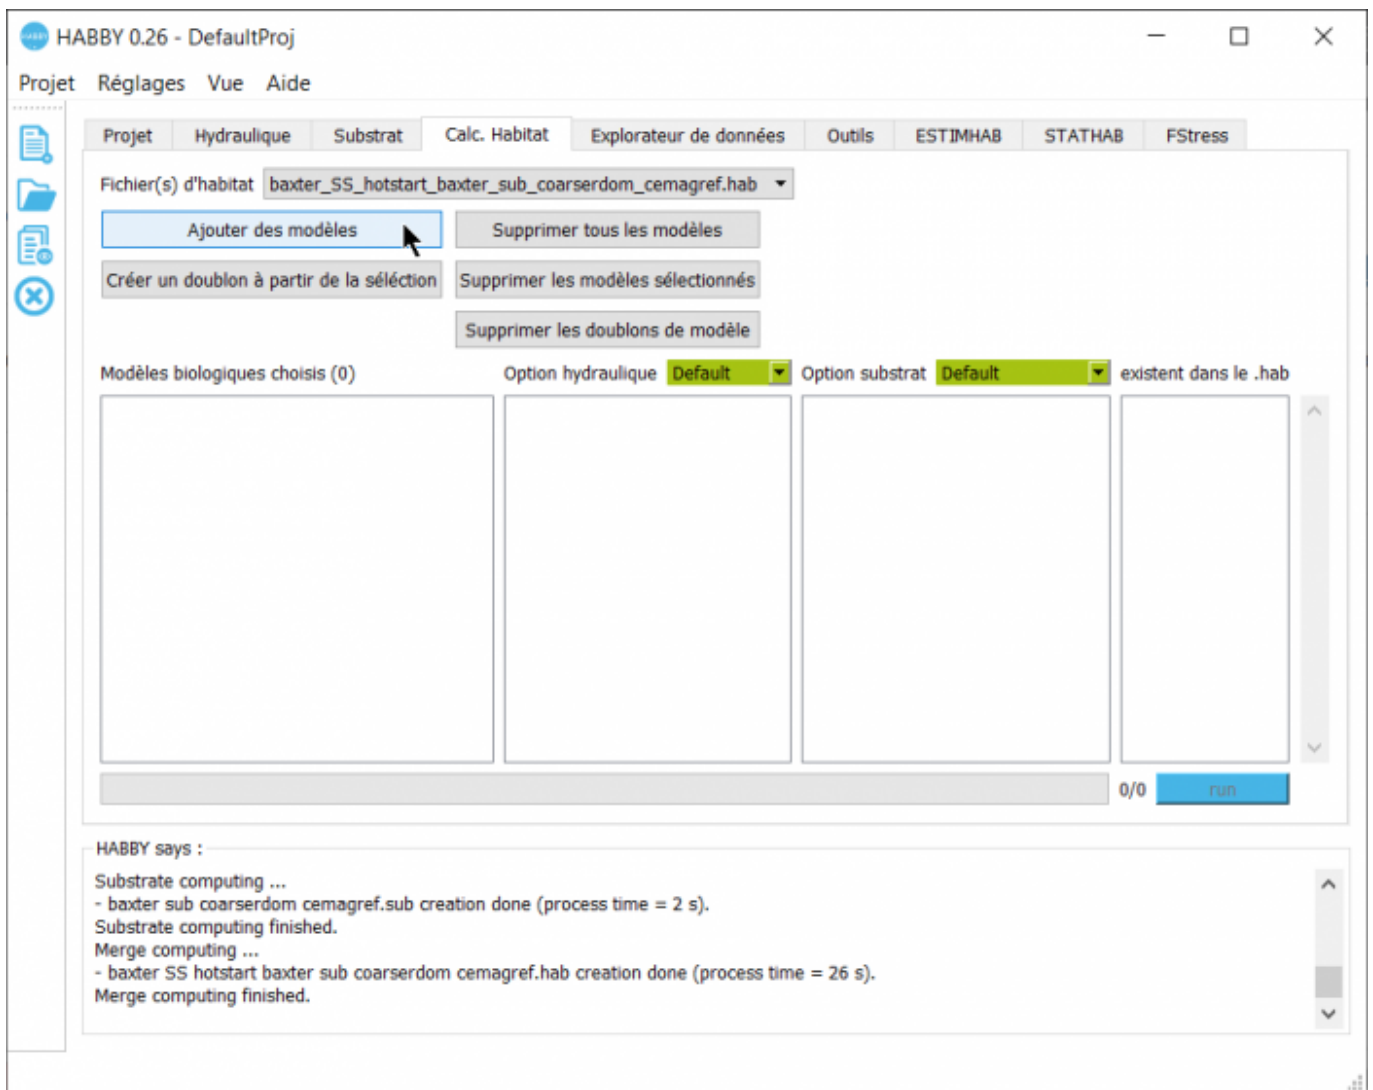 HABBY 0.26 - DefaultProj
Projet Réglages Vue Aide
Projet Hydraulique Substrat Calc. Habitat Explorateur de données Outils ESTIMHAB STATHAB FStress
Fichier(s) d'habitat baxter_SS_hotstart_baxter_sub_coarserdom_cemagref.hab
Ajouter des modèles Supprimer tous les modèles
Créer un doublon à partir de la séléction Supprimer les modèles sélectionnés
Supprimer les doublons de modèle
Modèles biologiques choisis (0) Option hydraulique Default Option substrat Default existent dans le .hab
0/0 run
HABBY says :
Substrate computing ...
- baxter sub coarserdom cemagref.sub creation done (process time = 2 s).
Substrate computing finished.
Merge computing ...
- baxter SS hotstart baxter sub coarserdom cemagref.hab creation done (process time = 26 s).
Merge computing finished.